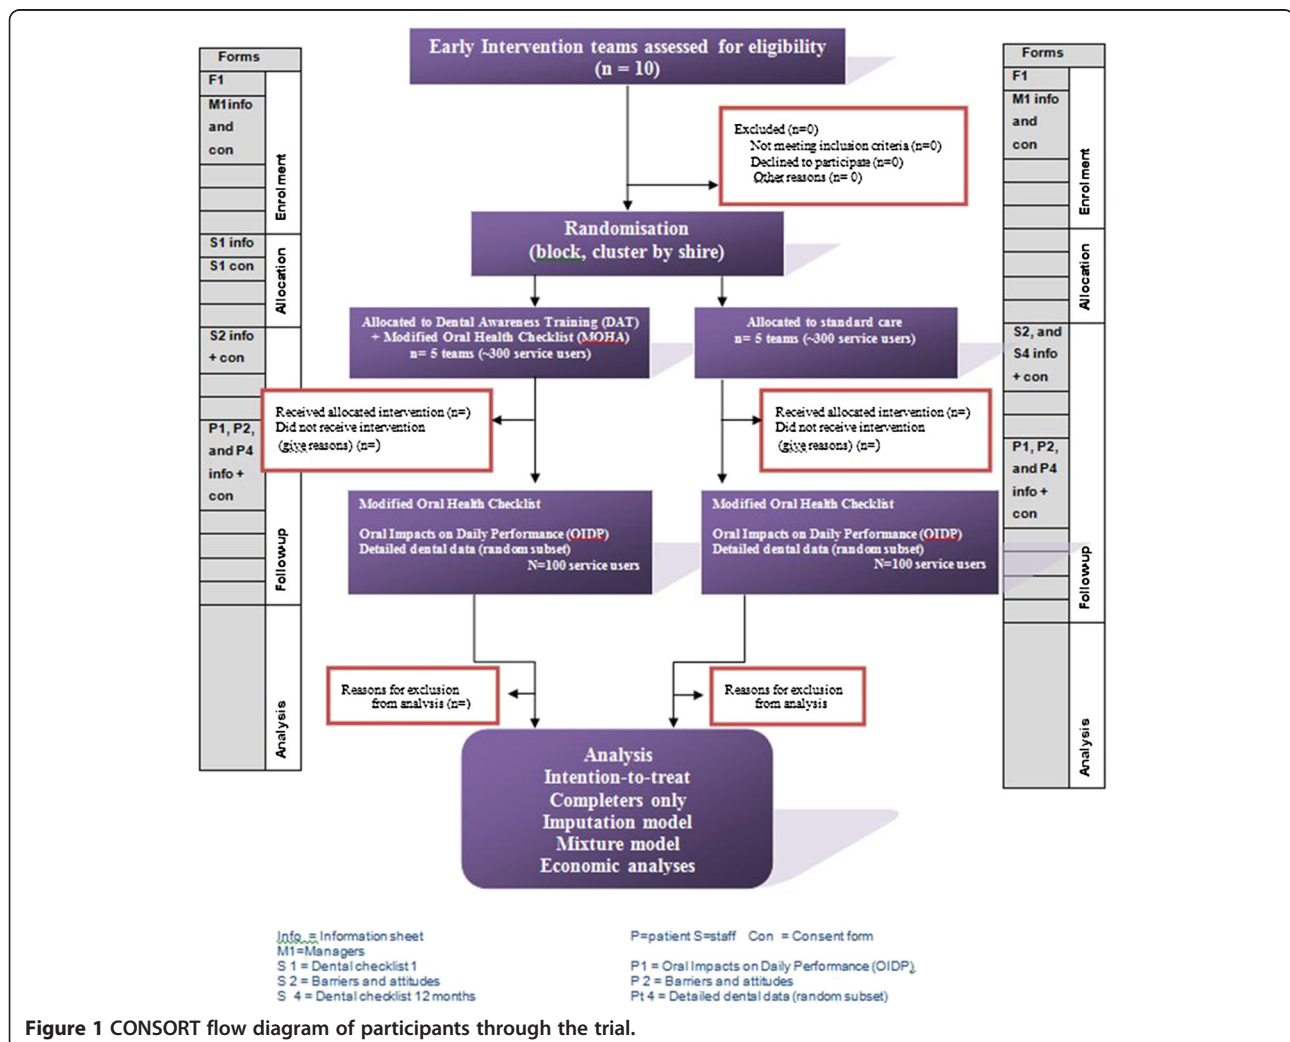 Early Intervention teams assessed for eligibility
(n = 10)
Excluded (n=0)
Not meeting inclusion criteria (n=0)
Declined to participate (n=0)
Other reasons (n= 0)
Randomisation
(block, cluster by shire)
Allocated to Dental Awareness Training (DAT)
+ Modified Oral Health Checklist (MOHA)
n= 5 teams (~300 service users)
Allocated to standard care
n= 5 teams (~300 service users)
Received allocated intervention (n=)
Did not receive intervention
(give reasons) (n=)
Received allocated intervention (n=)
Did not receive intervention
(give reasons) (n=)
Modified Oral Health Checklist
Oral Impacts on Daily Performance (OIDP)
Detailed dental data (random subset)
N=100 service users
Modified Oral Health Checklist
Oral Impacts on Daily Performance (OIDP)
Detailed dental data (random subset)
N=100 service users
Reasons for exclusion
from analysis (n=)
Reasons for exclusion
from analysis
Analysis
Intention-to-treat
Completers only
Imputation model
Mixture model
Economic analyses
Forms
F1
M1info
and
con
Enrolment
S1 info
S1 con
Allocation
S2 info
+ con
P1, P2,
and P4
info +
con
Followup
Analysis
Forms
F1
M1 info
and
con
Enrolment
Allocation
S2, and
S4 info
+ con
P1, P2,
and P4
info +
con
Followup
Analysis
Info = Information sheet
M1=Managers
S 1 = Dental checklist 1
S 2 = Barriers and attitudes
S 4 = Dental checklist 12 months
P=patient S=staff Con = Consent form
P1 = Oral Impacts on Daily Performance (OIDP),
P 2 = Barriers and attitudes
Pt 4 = Detailed dental data (random subset)
Figure 1 CONSORT flow diagram of participants through the trial.